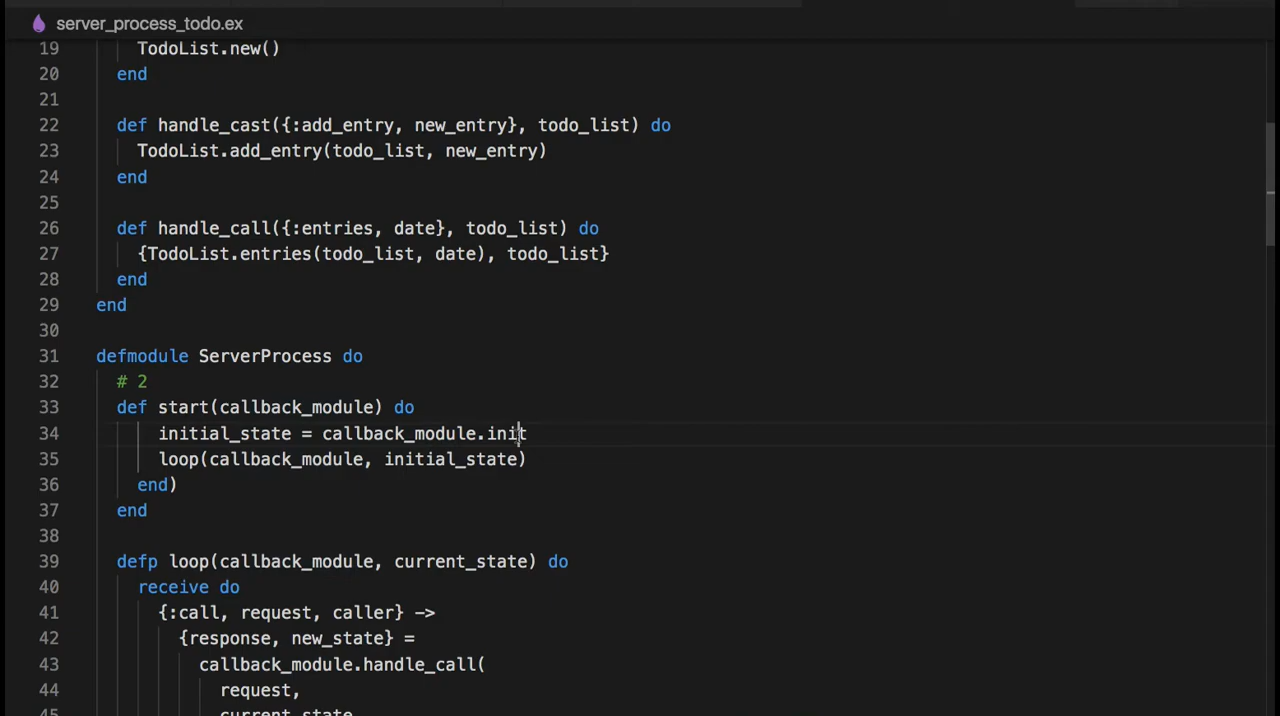 server_process_todo.ex
19 TodoList.new()
20 end
21
22 def handle_cast({:add_entry, new_entry}, todo_list) do
23 TodoList.add_entry(todo_list, new_entry)
24 end
25
26 def handle_call({:entries, date}, todo_list) do
27 {TodoList.entries(todo_list, date), todo_list}
28 end
29 end
30
31 defmodule ServerProcess do
32 # 2
33 def start(callback_module) do
34 initial_state = callback_module.init
35 loop(callback_module, initial_state)
36 end)
37 end
38
39 defp loop(callback_module, current_state) do
40 receive do
41 {:call, request, caller} ->
42 {response, new_state} =
43 callback_module.handle_call(
44 request,
45 current_state